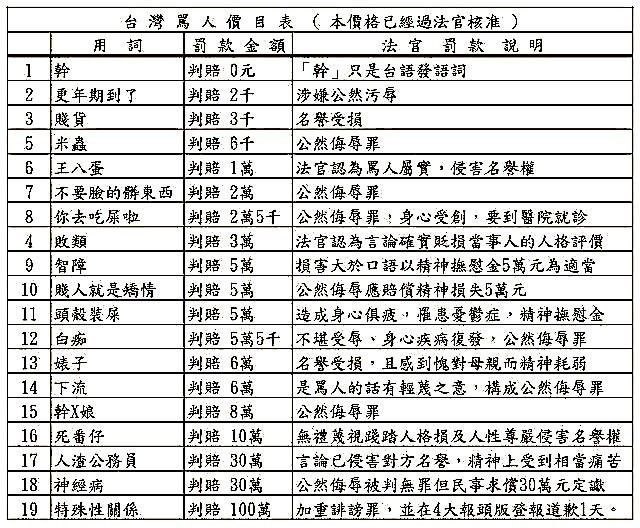 台灣罵人價目表（本價格已經過法官核准）
用詞 罰款金額 法官罰款說明
1 幹 判賠 0元 「幹」只是台語發語詞
2 更年期到了 判賠 2千 涉嫌公然污辱
3 賤貨 判賠 3千 名譽受損
5 米蟲 判賠 6千 公然侮辱罪
6 王八蛋 判賠 1萬 法官認為罵人屬實，侵害名譽權
7 不要臉的髒東西 判賠 2萬 公然侮辱罪
8 你去吃屎啦 判賠 2萬5千 公然侮辱罪，身心受創，要到醫院就診
4 敗類 判賠 3萬 法官認為言論確實貶損當事人的人格評價
9 智障 判賠 5萬 損害大於口語以精神撫慰金5萬元為適當
10 賤人就是矯情 判賠 5萬 公然侮辱應賠償精神損失5萬元
11 頭殼裝屎 判賠 5萬 造成身心俱疲，罹患憂鬱症，精神撫慰金
12 白痴 判賠 5萬5千 不堪受辱、身心疾病復發，公然侮辱罪
13 婊子 判賠 6萬 名譽受損，且感到愧對母親而精神耗弱
14 下流 判賠 6萬 是罵人的話有輕蔑之意，構成公然侮辱罪
15 幹X娘 判賠 8萬 公然侮辱罪
16 死番仔 判賠 10萬 無禮蔑視踐踏人格損及人性尊嚴侵害名譽權
17 人渣公務員 判賠 30萬 言論已侵害對方名譽，精神上受到相當痛苦
18 神經病 判賠 30萬 公然侮辱被判無罪但民事求償30萬元定讞
19 特殊性關係 判賠 100萬 加重誹謗罪，並在4大報頭版登報道歉1天。